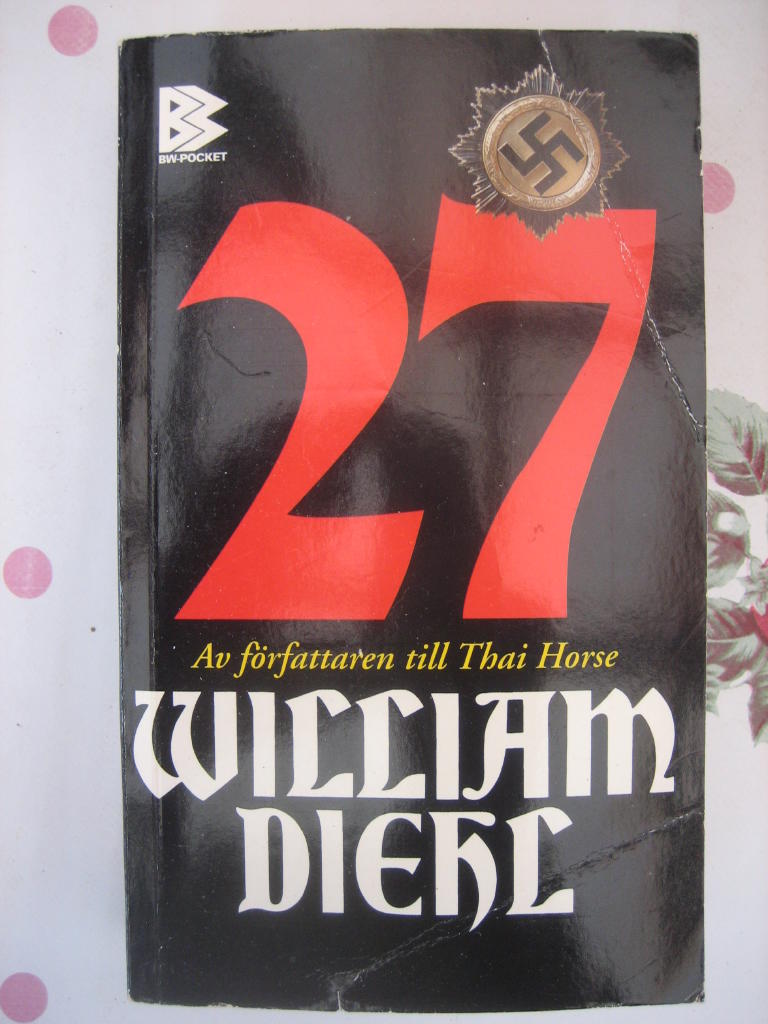 BW-POCKET
27
Av författaren till Thai Horse
WILLIAM
DIEHL